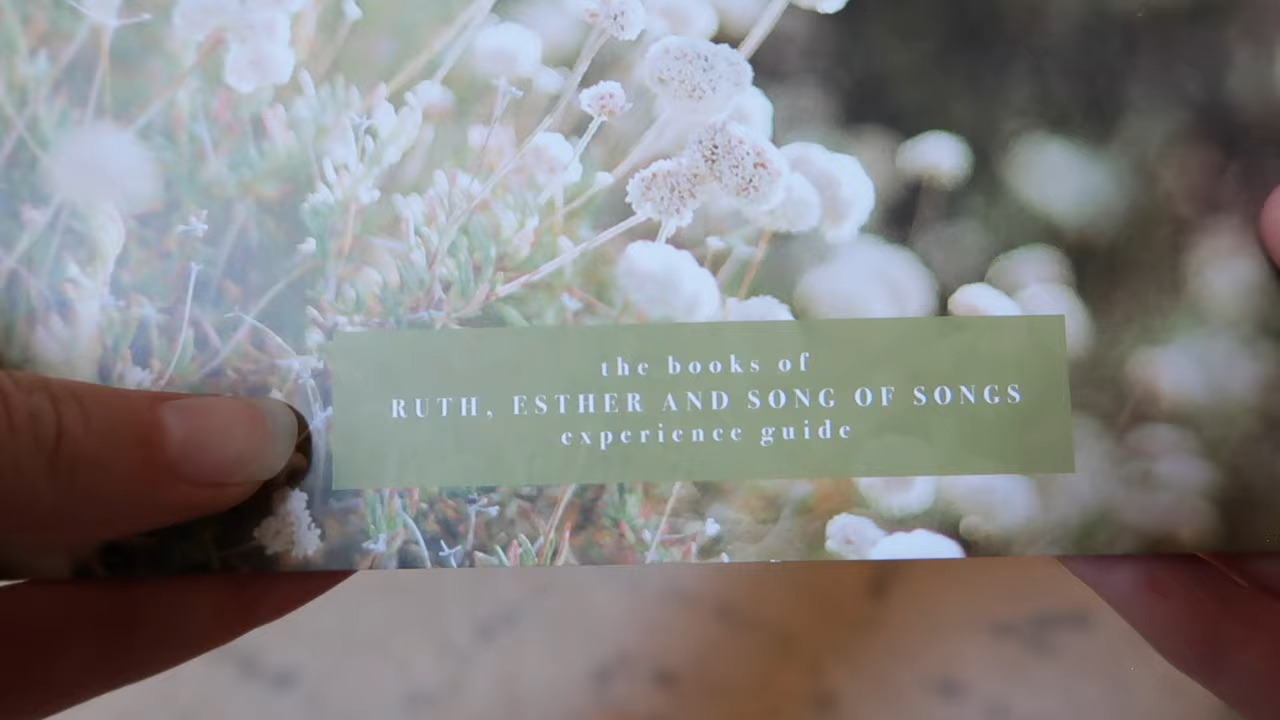 the books of
RUTH, ESTHER AND SONG OF SONGS
experience guide